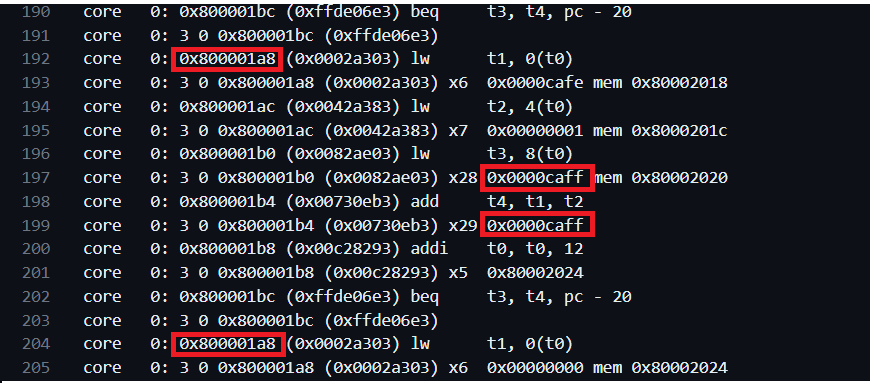 190 core 0: 0x800001bc (0xffde06e3) beq t3, t4, pc - 20
191 core 0: 3 0 0x800001bc (0xffde06e3)
192 core 0: 0x800001a8 (0x0002a303) lw t1, 0(t0)
193 core 0: 3 0 0x800001a8 (0x0002a303) x6 0x0000cafe mem 0x80002018
194 core 0: 0x800001ac (0x0042a383) lw t2, 4(t0)
195 core 0: 3 0 0x800001ac (0x0042a383) x7 0x00000001 mem 0x8000201c
196 core 0: 0x800001b0 (0x0082ae03) lw t3, 8(t0)
197 core 0: 3 0 0x800001b0 (0x0082ae03) x28 0x0000caff mem 0x80002020
198 core 0: 0x800001b4 (0x00730eb3) add t4, t1, t2
199 core 0: 3 0 0x800001b4 (0x00730eb3) x29 0x0000caff
200 core 0: 0x800001b8 (0x00c28293) addi t0, t0, 12
201 core 0: 3 0 0x800001b8 (0x00c28293) x5 0x80002024
202 core 0: 0x800001bc (0xffde06e3) beq t3, t4, pc - 20
203 core 0: 3 0 0x800001bc (0xffde06e3)
204 core 0: 0x800001a8 (0x0002a303) lw t1, 0(t0)
205 core 0: 3 0 0x800001a8 (0x0002a303) x6 0x00000000 mem 0x80002024